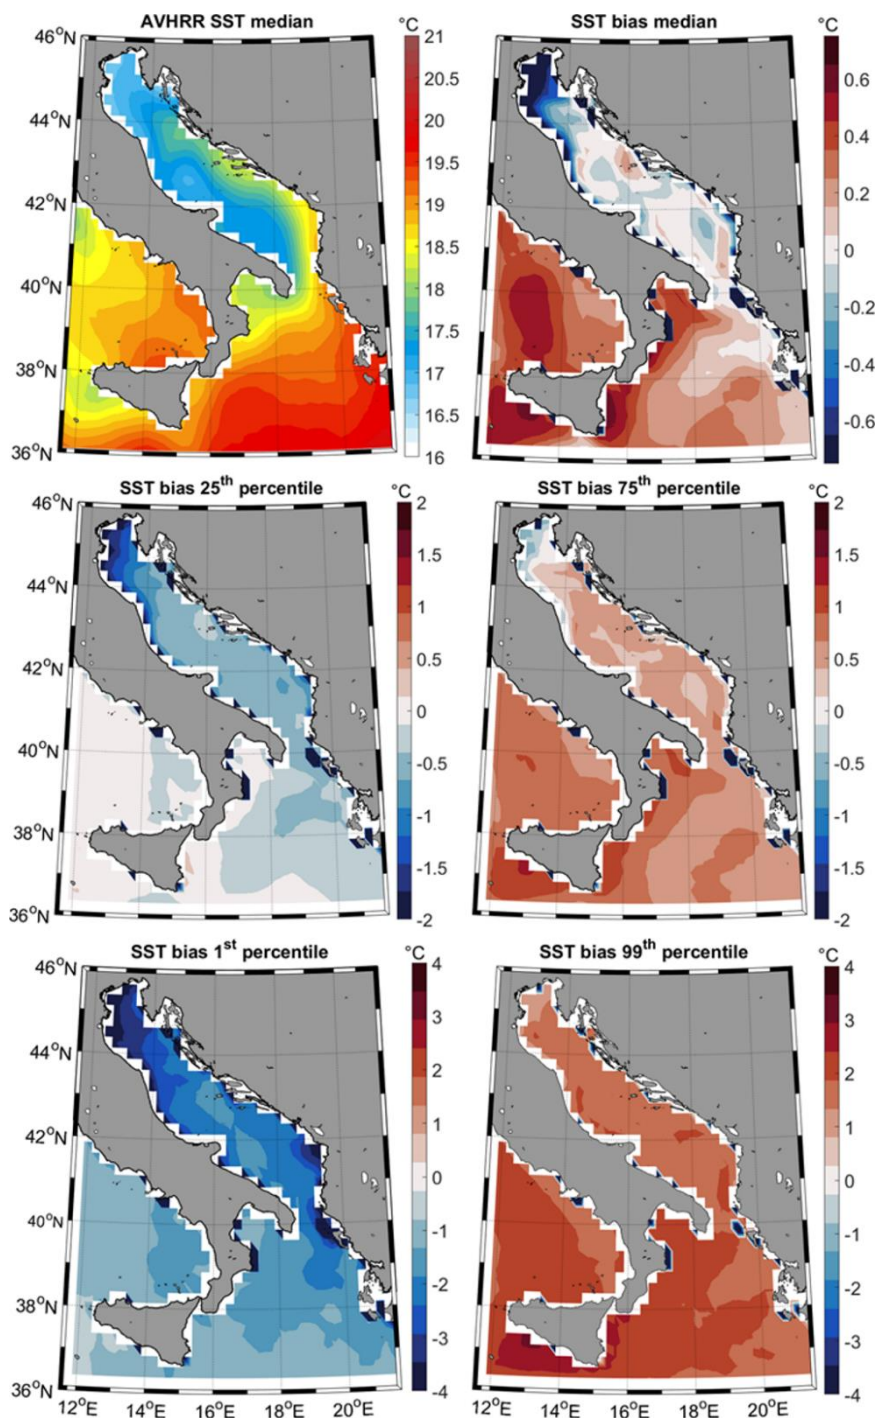 AVHRR SST median
°C
46°N
44°N
42°N
40°N
38°N
36°N
21
20.5
20
19.5
19
18.5
18
17.5
17
16.5
16
SST bias median
°C
0.6
0.4
0.2
0
-0.2
-0.4
-0.6
SST bias 25th percentile
°C
46°N
44°N
42°N
40°N
38°N
36°N
2
1.5
1
0.5
0
-0.5
-1
-1.5
-2
SST bias 75th percentile
°C
2
1.5
1
0.5
0
-0.5
-1
-1.5
-2
SST bias 1st percentile
°C
46°N
44°N
42°N
40°N
38°N
36°N
4
3
2
1
0
-1
-2
-3
-4
12°E 14°E 16°E 18°E 20°E
SST bias 99th percentile
°C
4
3
2
1
0
-1
-2
-3
-4
12°E 14°E 16°E 18°E 20°E